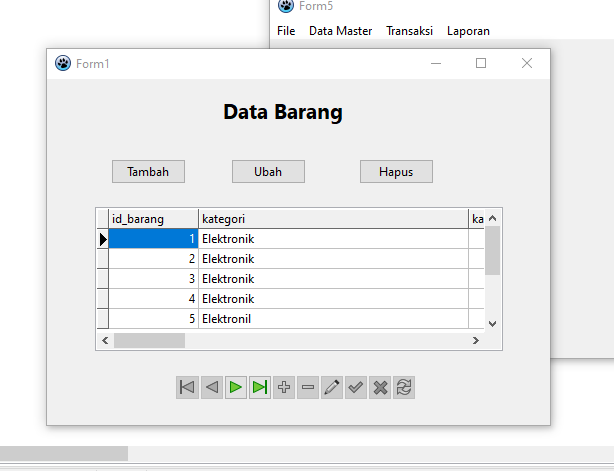 Form5
File Data Master Transaksi Laporan
Form1
Data Barang
Tambah Ubah Hapus
id_barang kategori ka
1 Elektronik
2 Elektronik
3 Elektronik
4 Elektronik
5 Elektronil